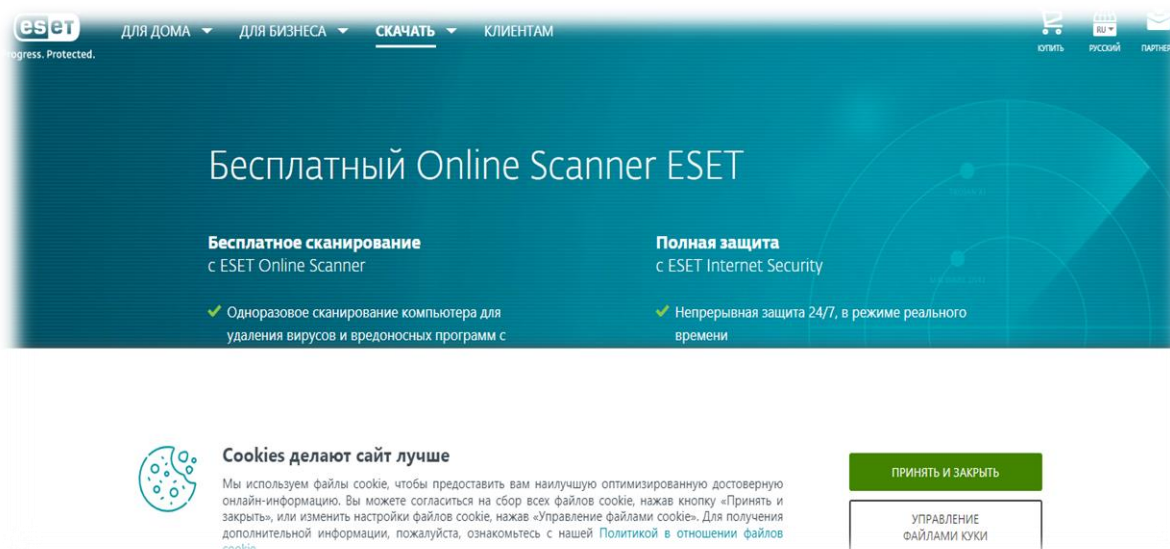 eset
ДЛЯ ДОМА
ДЛЯ БИЗНЕСА
СКАЧАТЬ
КЛИЕНТАМ
Progress. Protected.
RU
КУПИТЬ
РУССКИЙ
Бесплатный Online Scanner ESET
Бесплатное сканирование
с ESET Online Scanner
Одноразовое сканирование компьютера для
удаления вирусов и вредоносных программ с
Полная защита
с ESET Internet Security
Непрерывная защита 24/7, в режиме реального
времени
Cookies делают сайт лучше
Мы используем файлы cookie, чтобы предоставить вам наилучшую оптимизированную достоверную
онлайн-информацию. Вы можете согласиться на сбор всех файлов cookie, нажав кнопку «Принять и
закрыть», или изменить настройки файлов cookie, нажав «Управление файлами cookie». Для получения
дополнительной информации, пожалуйста, ознакомьтесь с нашей Политикой в отношении файлов
cookie.
ПРИНЯТЬ И ЗАКРЫТЬ
УПРАВЛЕНИЕ
ФАЙЛАМИ КУКИ